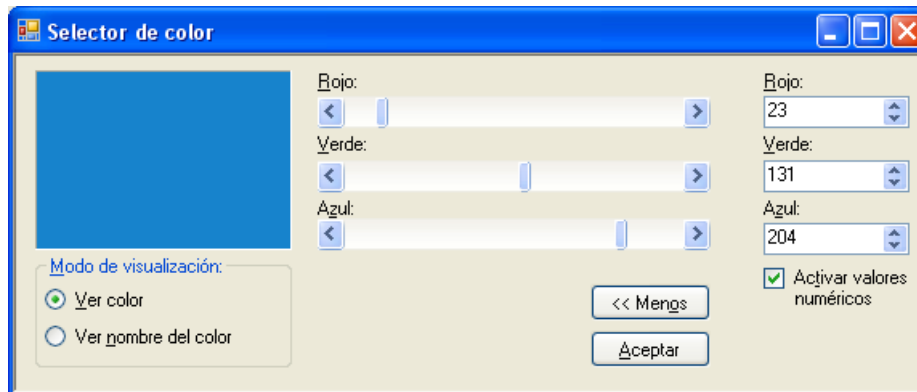 Selector de color
Rojo:
Verde:
Azul:
Rojo:
23
Verde:
131
Azul:
204
Activar valores
numéricos
Modo de visualización:
Ver color
Ver nombre del color
<< Menos
Aceptar